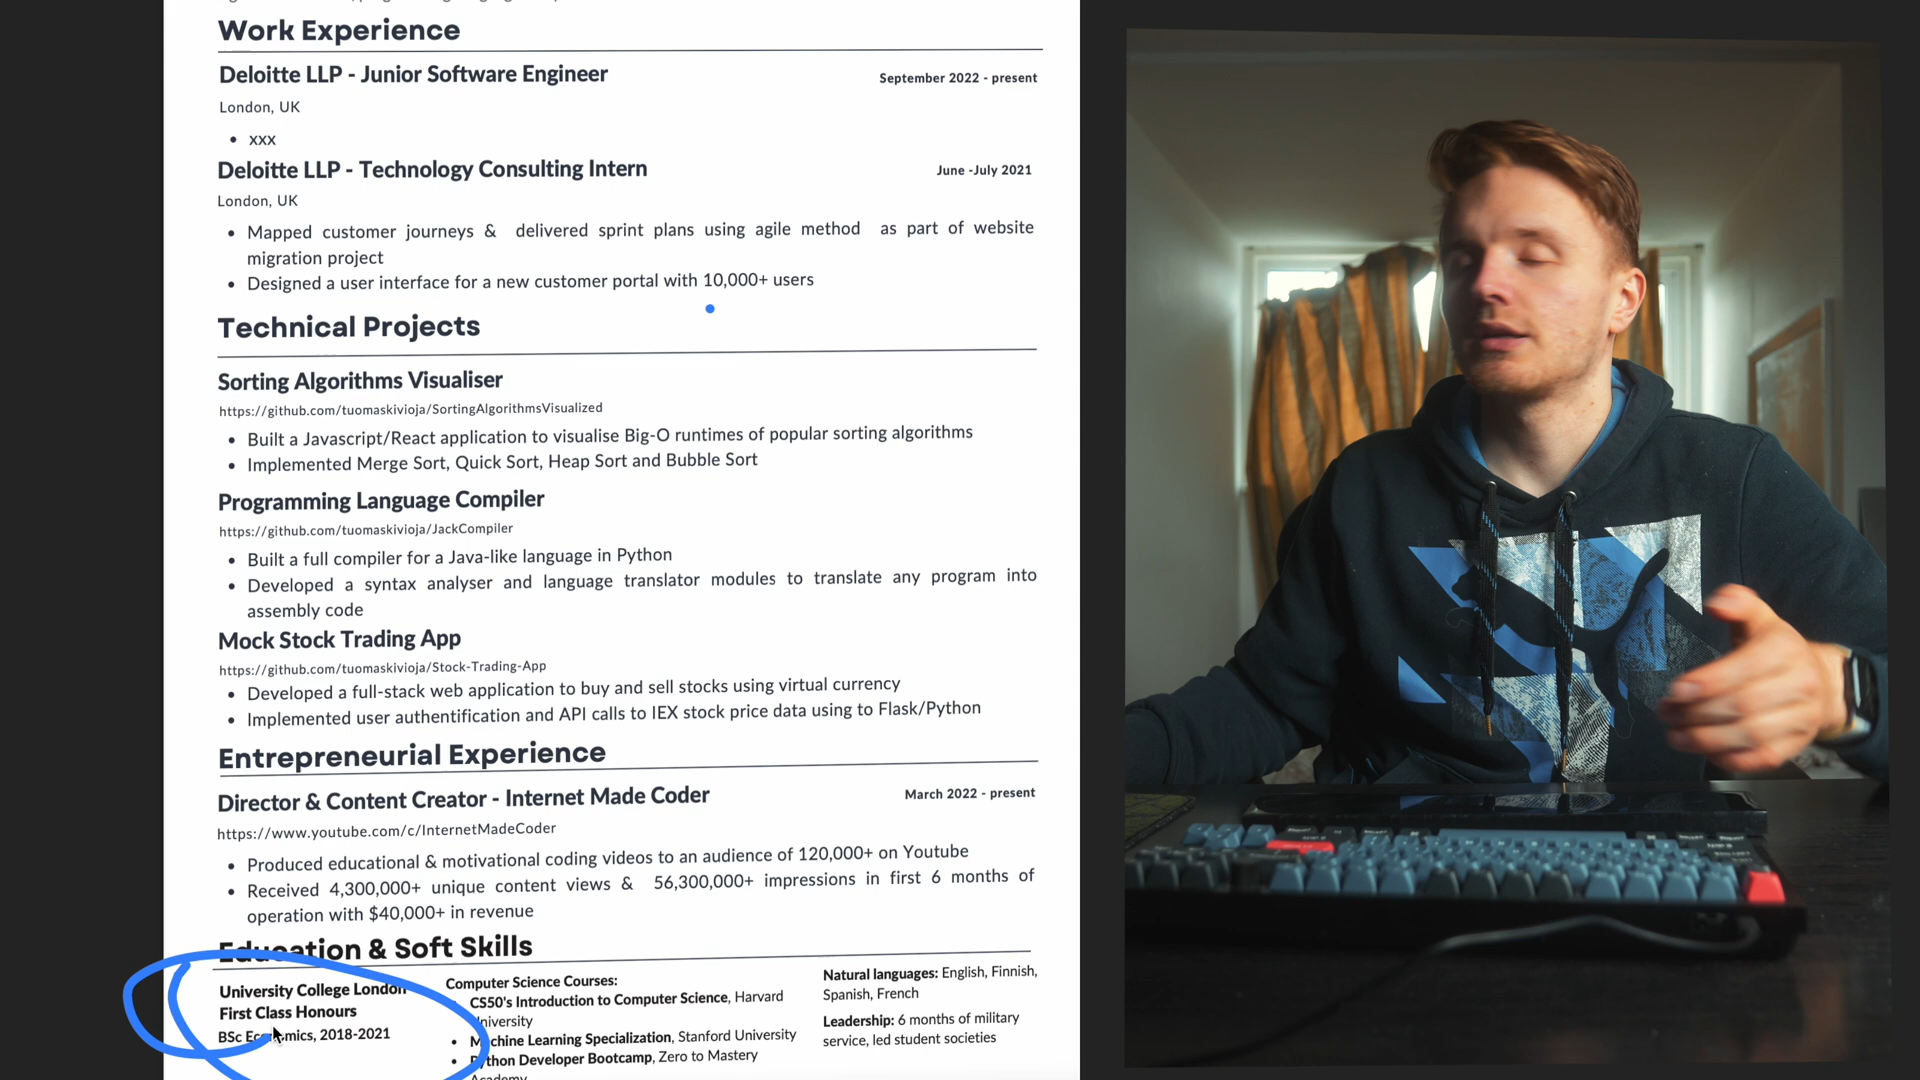 Work Experience
Deloitte LLP - Junior Software Engineer
September 2022 - present
London, UK
• xxx
Deloitte LLP - Technology Consulting Intern
June -July 2021
London, UK
• Mapped customer journeys & delivered sprint plans using agile method as part of website
migration project
• Designed a user interface for a new customer portal with 10,000+ users
Technical Projects
Sorting Algorithms Visualiser
https://github.com/tuomaskivioja/SortingAlgorithmsVisualized
• Built a Javascript/React application to visualise Big-O runtimes of popular sorting algorithms
• Implemented Merge Sort, Quick Sort, Heap Sort and Bubble Sort
Programming Language Compiler
https://github.com/tuomaskivioja/JackCompiler
• Built a full compiler for a Java-like language in Python
• Developed a syntax analyser and language translator modules to translate any program into
assembly code
Mock Stock Trading App
https://github.com/tuomaskivioja/Stock-Trading-App
• Developed a full-stack web application to buy and sell stocks using virtual currency
• Implemented user authentification and API calls to IEX stock price data using to Flask/Python
Entrepreneurial Experience
Director & Content Creator - Internet Made Coder
March 2022 - present
https://www.youtube.com/c/InternetMadeCoder
• Produced educational & motivational coding videos to an audience of 120,000+ on Youtube
• Received 4,300,000+ unique content views & 56,300,000+ impressions in first 6 months of
operation with $40,000+ in revenue
Education & Soft Skills
University College London
First Class Honours
BSc Economics, 2018-2021
Computer Science Courses:
• CS50's Introduction to Computer Science, Harvard
University
• Machine Learning Specialization, Stanford University
• Python Developer Bootcamp, Zero to Mastery
Academy
Natural languages: English, Finnish,
Spanish, French
Leadership: 6 months of military
service, led student societies